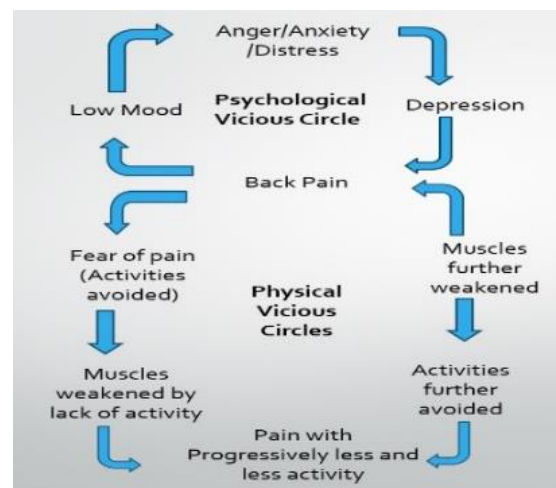 Anger/Anxiety
/Distress
Low Mood
Psychological
Vicious Circle
Depression
Back Pain
Fear of pain
(Activities
avoided)
Muscles
further
weakened
Physical
Vicious
Circles
Muscles
weakened by
lack of activity
Activities
further
avoided
Pain with
Progressively less and
less activity